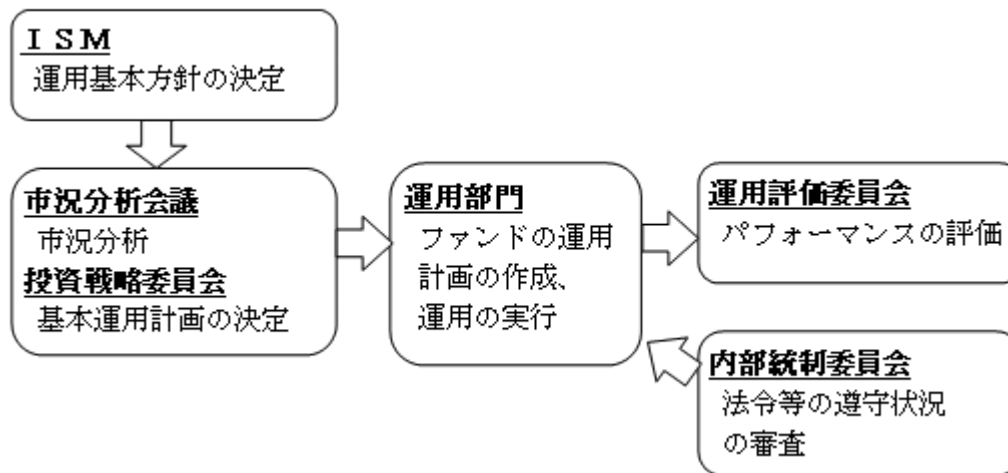 ＩＳＭ
運用基本方針の決定
市況分析会議
市況分析
投資戦略委員会
基本運用計画の決定
運用部門
ファンドの運用
計画の作成、
運用の実行
運用評価委員会
パフォーマンスの評価
内部統制委員会
法令等の遵守状況
の審査